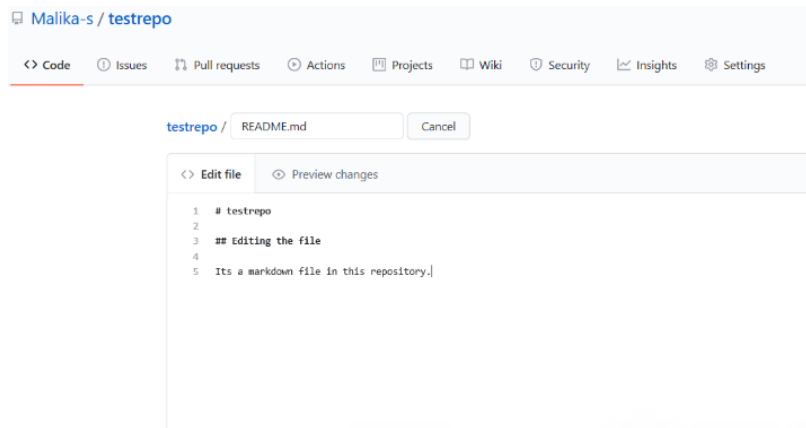 Malika-s / testrepo
<> Code Issues Pull requests Actions Projects Wiki Security Insights Settings
testrepo / README.md Cancel
<> Edit file Preview changes
1 # testrepo
2
3 ## Editing the file
4
5 Its a markdown file in this repository.